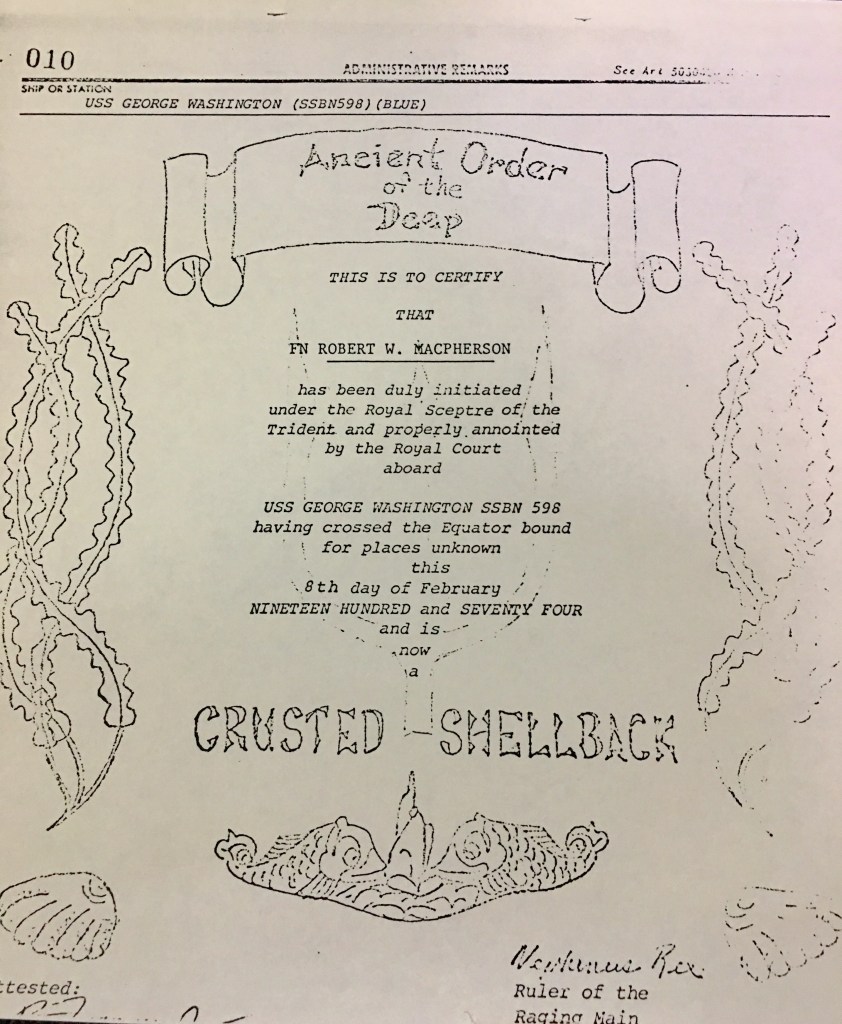 010
ADMINISTRATIVE REMARKS
See Art
SHIP OR STATION
USS GEORGE WASHINGTON (SSBN598)(BLUE)
Ancient Order
of the
Deep
THIS IS TO CERTIFY
THAT
FN ROBERT W. MACPHERSON
has been duly initiated
under the Royal Sceptre of the
Trident and properly annointed
by the Royal Court
aboard
USS GEORGE WASHINGTON SSBN 598
having crossed the Equator bound
for places unknown
this
8th day of February
NINETEEN HUNDRED and SEVENTY FOUR
and is
now
a
CRUSTED SHELLBACK
Rex
ttested:
Ruler of the
Raging Main